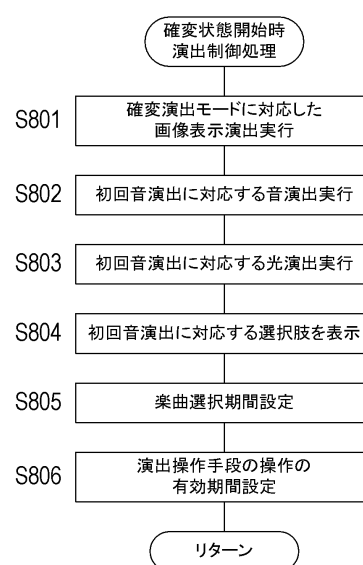 確変状態開始時
演出制御処理
S801
確変演出モードに対応した
画像表示演出実行
S802
初回音演出に対応する音演出実行
S803
初回音演出に対応する光演出実行
S804
初回音演出に対応する選択肢を表示
S805
楽曲選択期間設定
S806
演出操作手段の操作の
有効期間設定
リターン